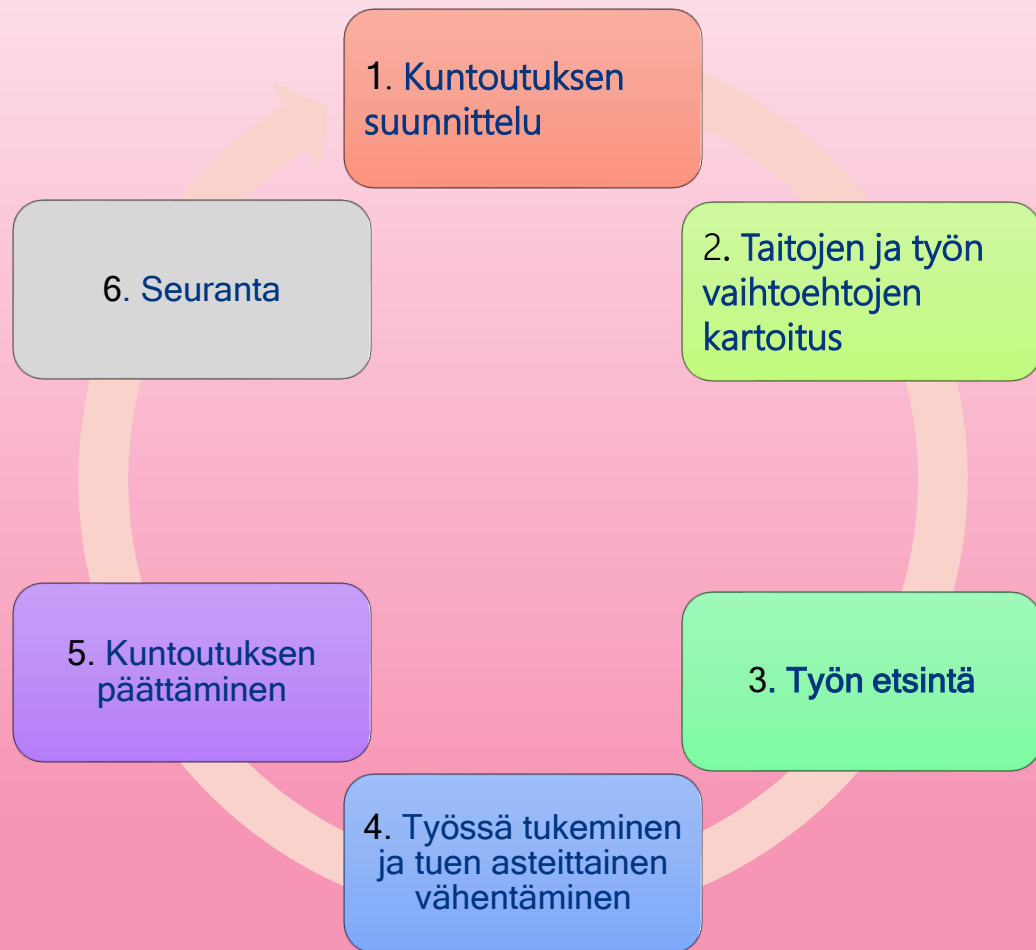 1. Kuntoutuksen
suunnittelu
2. Taitojen ja työn
vaihtoehtojen
kartoitus
3. Työn etsintä
4. Työssä tukeminen
ja tuen asteittainen
vähentäminen
5. Kuntoutuksen
päättäminen
6. Seuranta